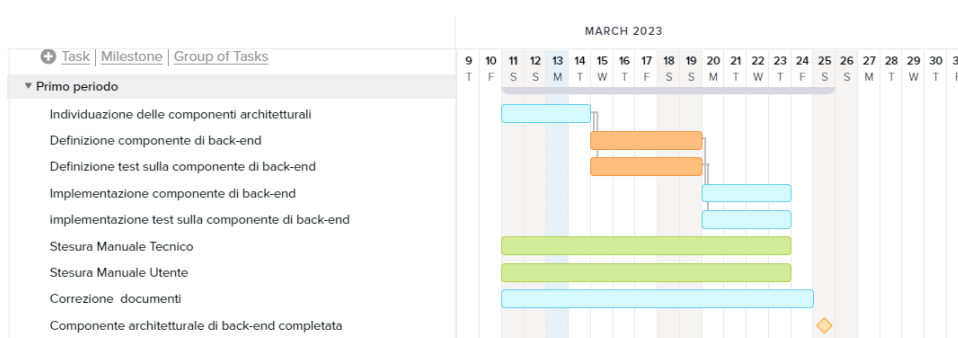 MARCH 2023
Task | Milestone | Group of Tasks
9 10 11 12 13 14 15 16 17 18 19 20 21 22 23 24 25 26 27 28 29 30
T F S S M T W T F S S M T W T F S S M T W T
Primo periodo
Individuazione delle componenti architetturali
Definizione componente di back-end
Definizione test sulla componente di back-end
Implementazione componente di back-end
implementazione test sulla componente di back-end
Stesura Manuale Tecnico
Stesura Manuale Utente
Correzione documenti
Componente architetturale di back-end completata